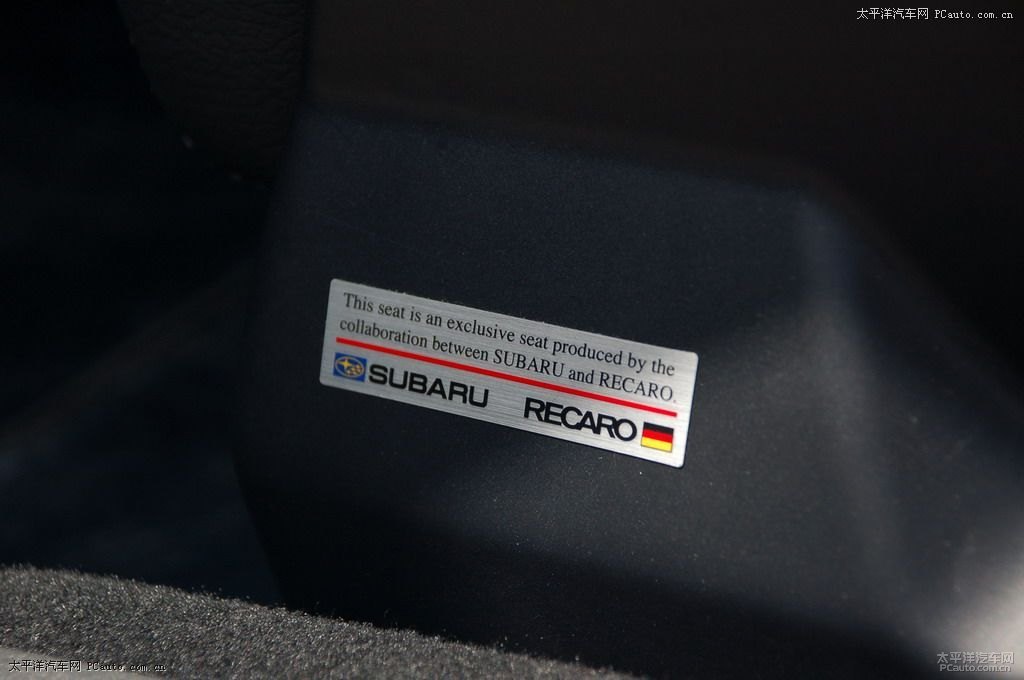 太平洋汽车网 PCauto.com.cn
This seat is an exclusive seat produced by the
collaboration between SUBARU and RECARO.
SUBARU RECARO
太平洋汽车网 PCauto.com.cn
太平洋汽车网
PCauto.com.cn